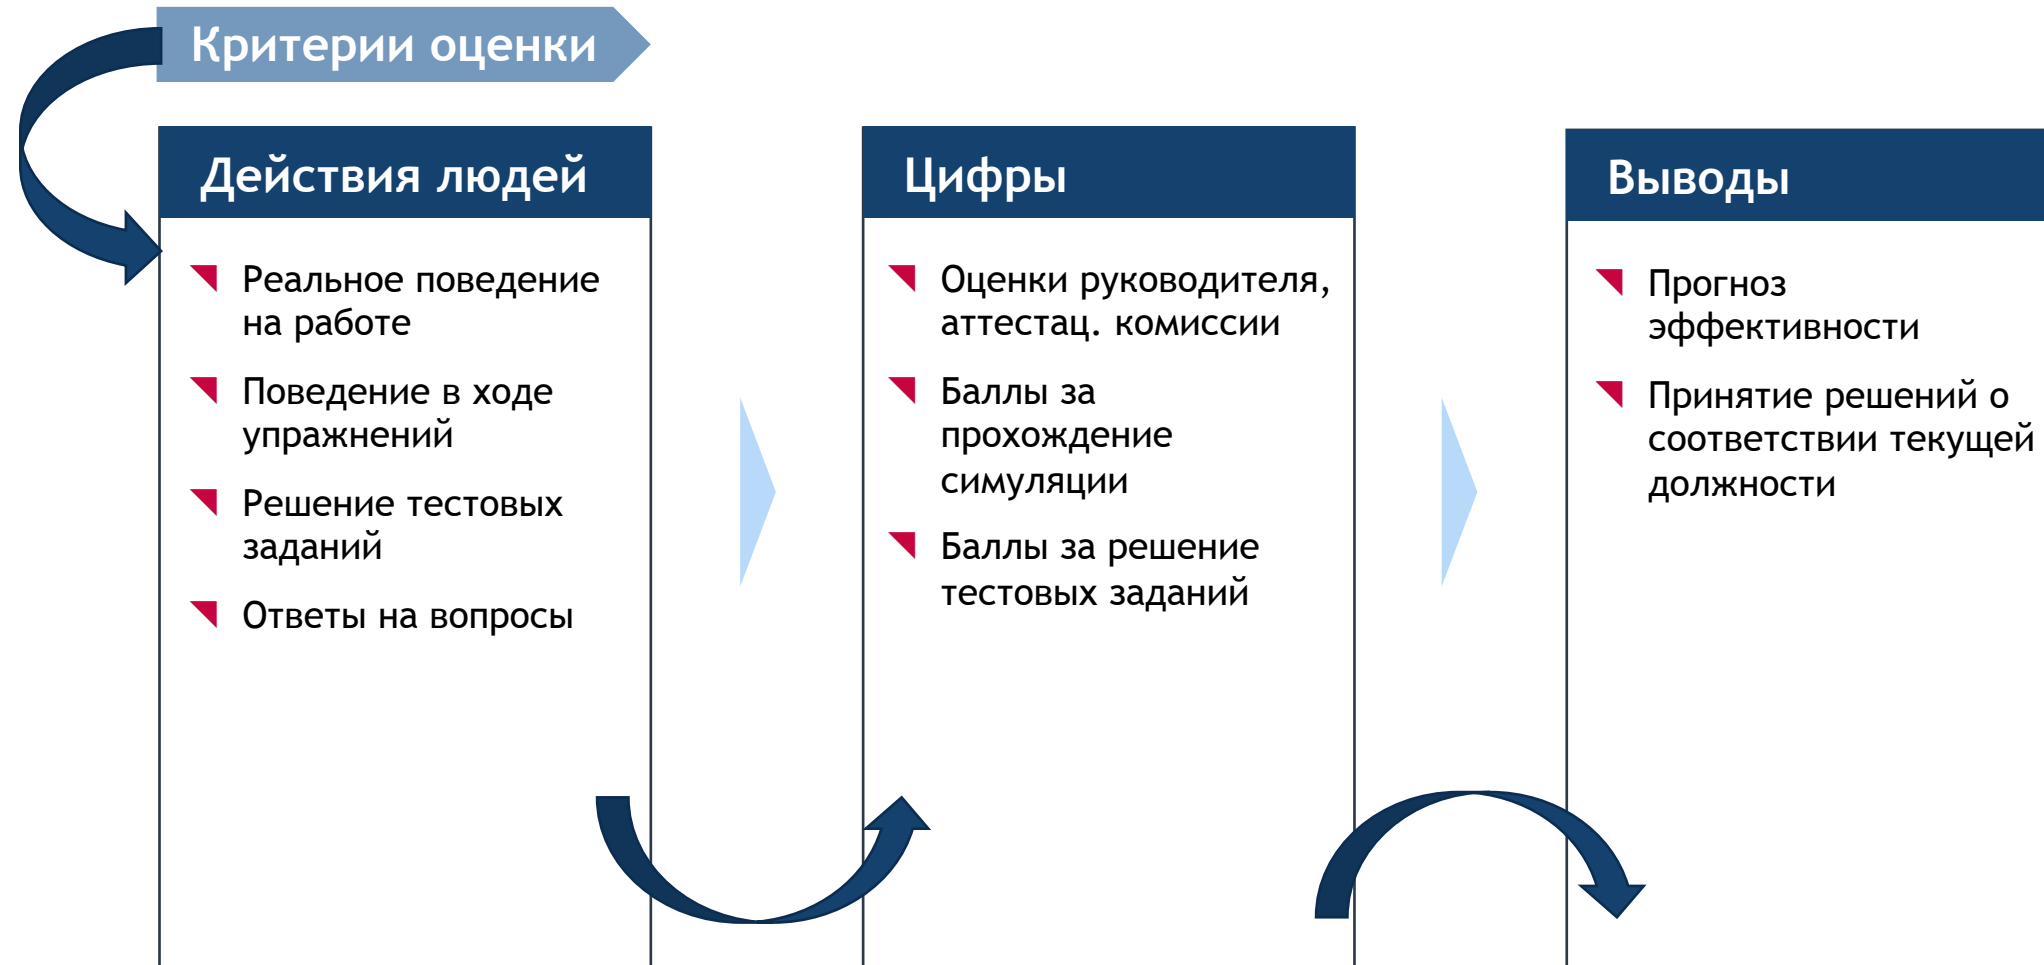 Критерии оценки
Действия людей
Реальное поведение
на работе
Поведение в ходе
упражнений
Решение тестовых
заданий
Ответы на вопросы
Цифры
Оценки руководителя,
аттестац. комиссии
Баллы за
прохождение
симуляции
Баллы за решение
тестовых заданий
Выводы
Прогноз
эффективности
Принятие решений о
соответствии текущей
должности